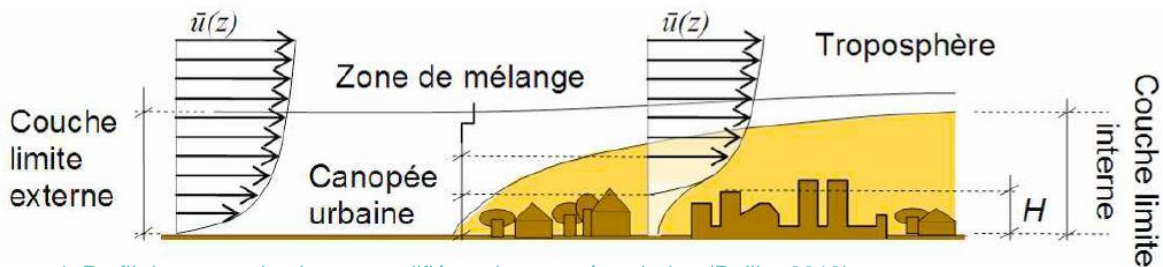 ū(z)
ū(z)
Troposphère
Zone de mélange
Couche
limite
externe
Canopée
urbaine
H
Couche limite
interne